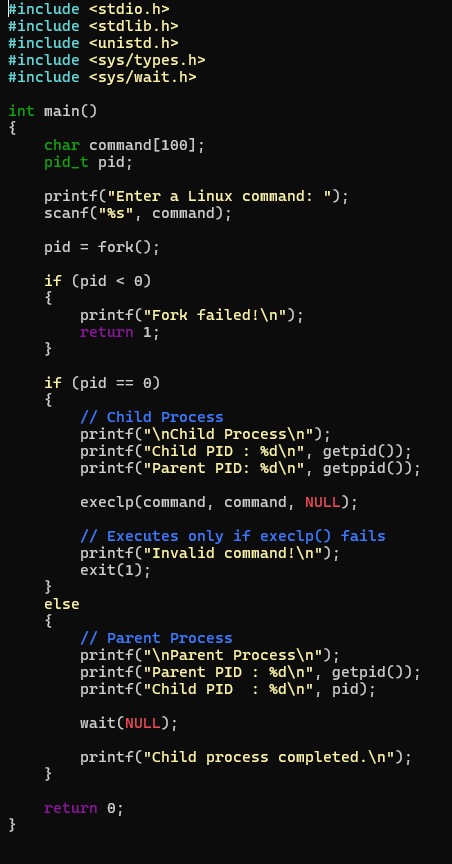 #include <stdio.h>
#include <stdlib.h>
#include <unistd.h>
#include <sys/types.h>
#include <sys/wait.h>

int main()
{
    char command[100];
    pid_t pid;

    printf("Enter a Linux command: ");
    scanf("%s", command);

    pid = fork();

    if (pid < 0)
    {
        printf("Fork failed!\n");
        return 1;
    }

    if (pid == 0)
    {
        // Child Process
        printf("\nChild Process\n");
        printf("Child PID : %d\n", getpid());
        printf("Parent PID: %d\n", getppid());

        execlp(command, command, NULL);

        // Executes only if execlp() fails
        printf("Invalid command!\n");
        exit(1);
    }
    else
    {
        // Parent Process
        printf("\nParent Process\n");
        printf("Parent PID : %d\n", getpid());
        printf("Child PID  : %d\n", pid);

        wait(NULL);

        printf("Child process completed.\n");
    }

    return 0;
}